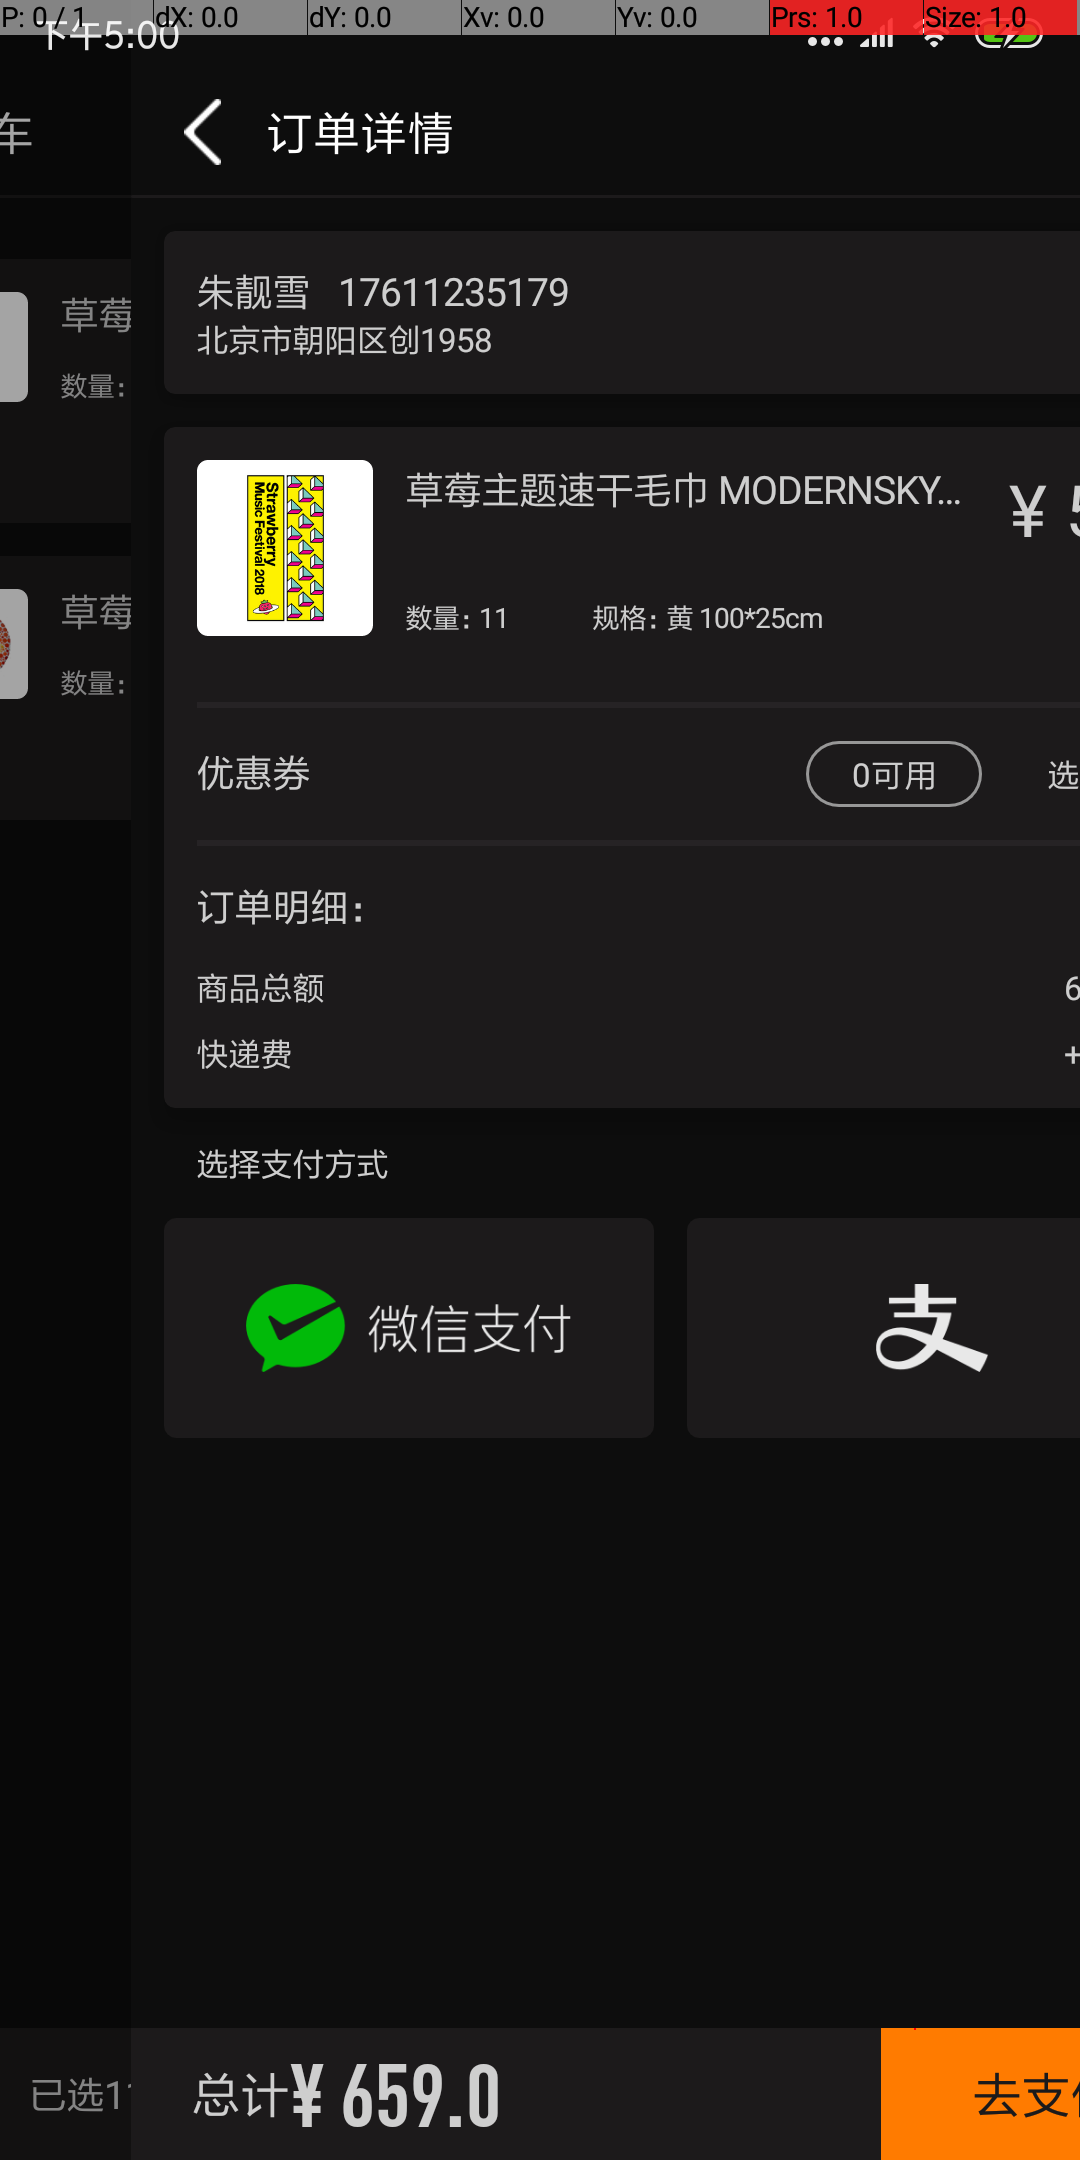 P: 0 / 1 dX: 0.0 dY: 0.0 Xv: 0.0 Yv: 0.0 Prs: 1.0 Size: 1.0
下午5:00
车
订单详情
朱靓雪 17611235179
北京市朝阳区创1958
草莓
数量:
草莓主题速干毛巾 MODERNSKY...
¥ 5
Strawberry
Music Festival 2018
数量: 11 规格: 黄 100*25cm
草莓
数量:
优惠券 0可用 选
订单明细:
商品总额 6
快递费 +
选择支付方式
微信支付
支
已选11
总计¥ 659.0
去支付